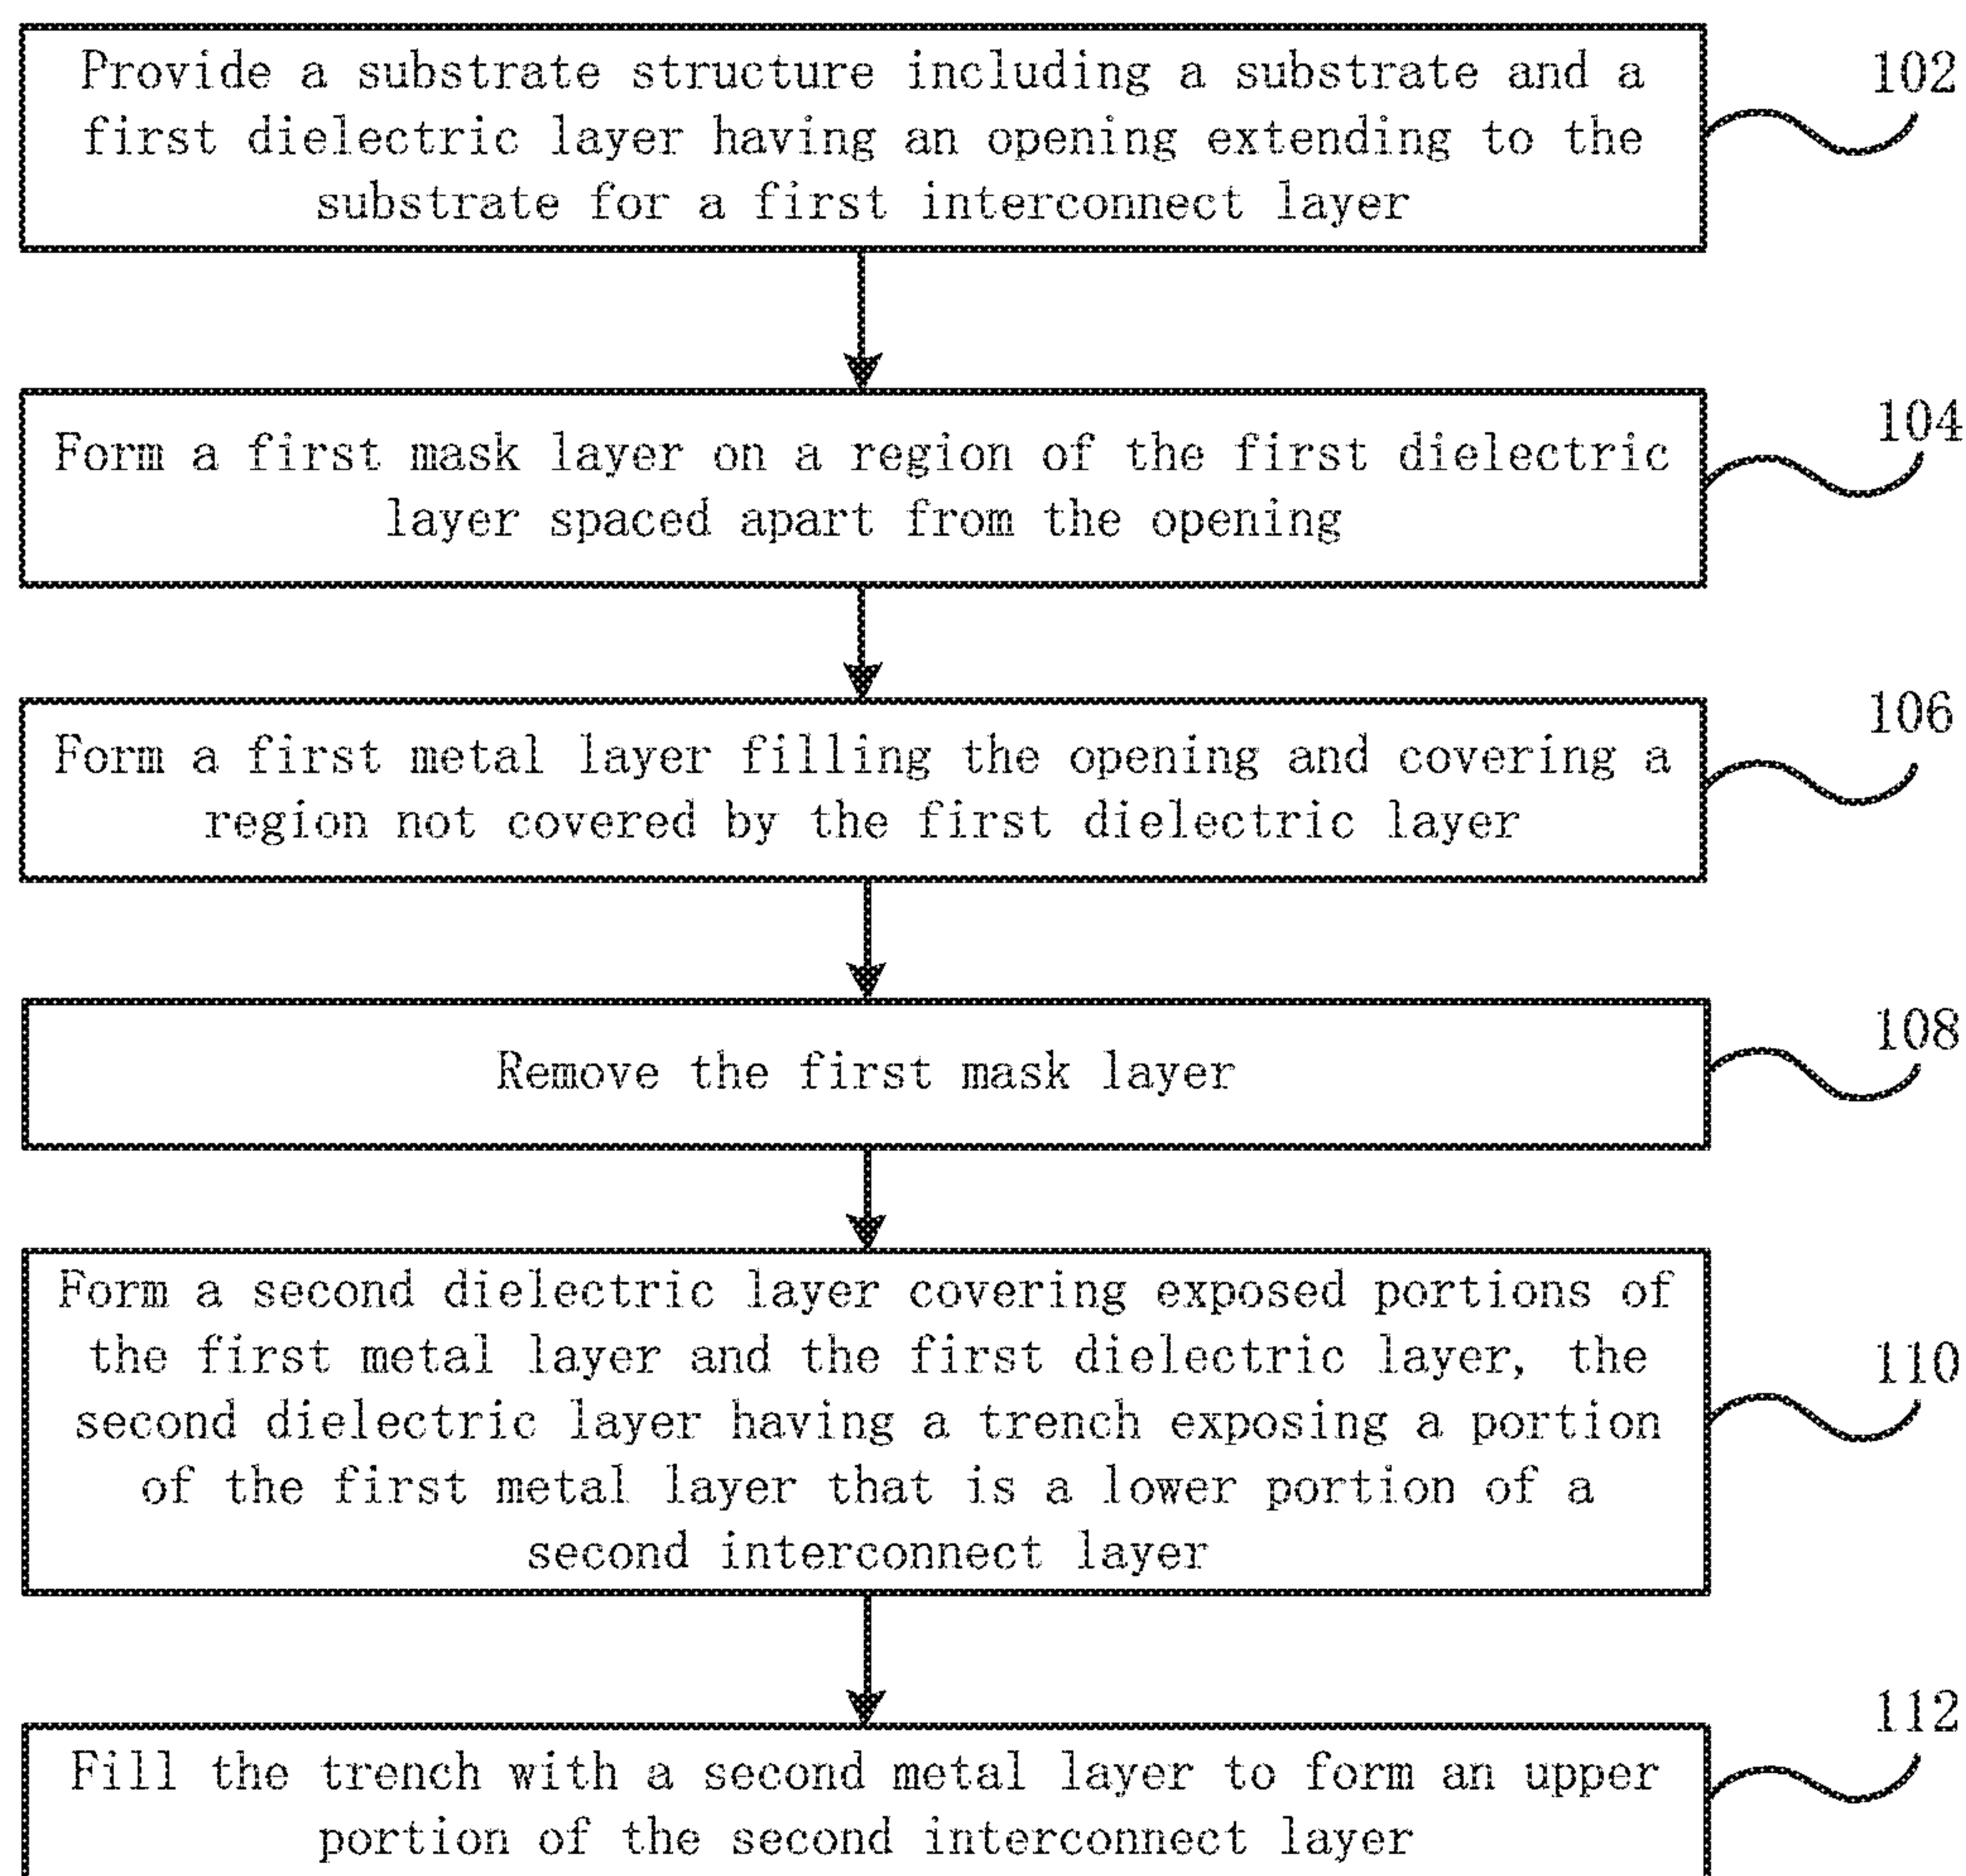 Provide a substrate structure including a substrate and a
first dielectric layer having an opening extending to the
substrate for a first interconnect layer
102
Form a first mask layer on a region of the first dielectric
layer spaced apart from the opening
104
Form a first metal layer filling the opening and covering a
region not covered by the first dielectric layer
106
Remove the first mask layer
108
Form a second dielectric layer covering exposed portions of
the first metal layer and the first dielectric layer, the
second dielectric layer having a trench exposing a portion
of the first metal layer that is a lower portion of a
second interconnect layer
110
Fill the trench with a second metal layer to form an upper
portion of the second interconnect layer
112